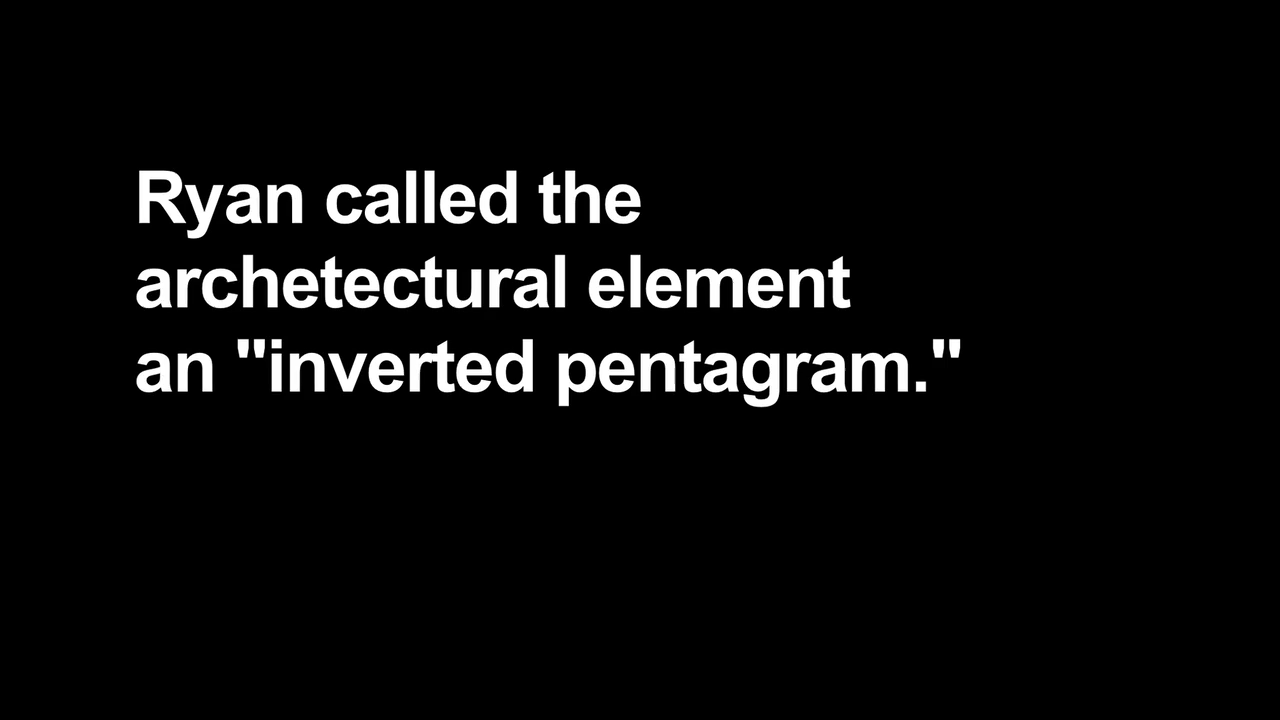 Ryan called the
archetectural element
an "inverted pentagram."